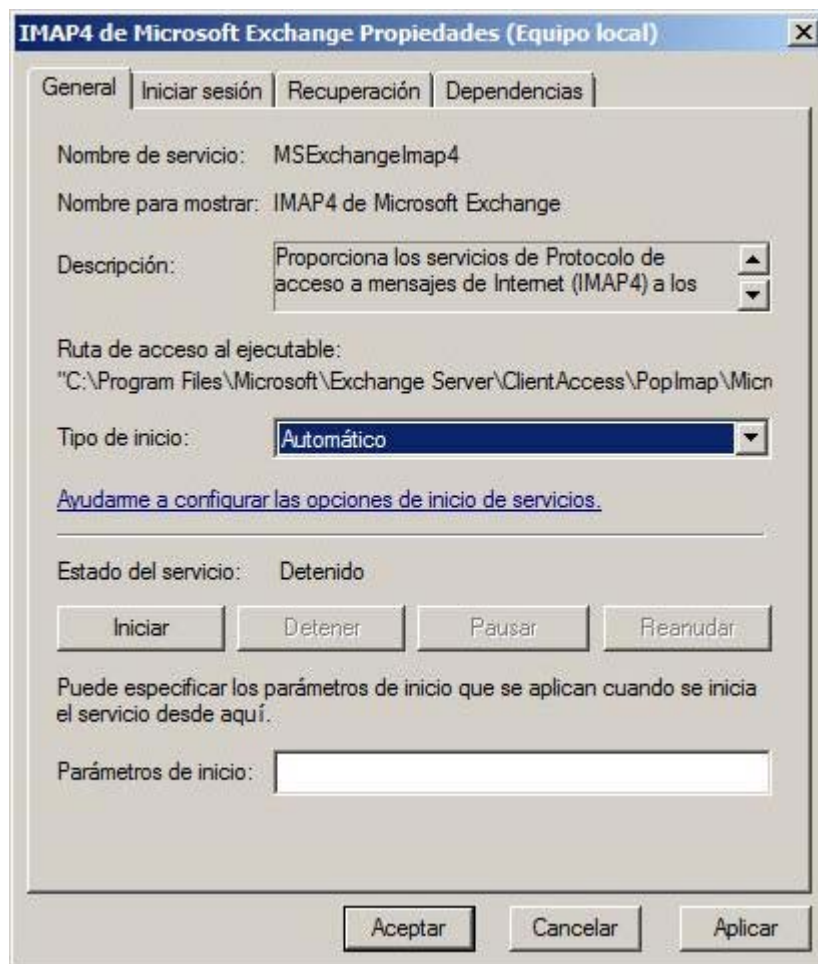 IMAP4 de Microsoft Exchange Propiedades (Equipo local)
General Iniciar sesión Recuperación Dependencias
Nombre de servicio: MSExchangeImap4
Nombre para mostrar: IMAP4 de Microsoft Exchange
Descripción: Proporciona los servicios de Protocolo de
acceso a mensajes de Internet (IMAP4) a los
Ruta de acceso al ejecutable:
"C:\Program Files\Microsoft\Exchange Server\ClientAccess\PopImap\Micr
Tipo de inicio: Automático
Ayudarme a configurar las opciones de inicio de servicios.
Estado del servicio: Detenido
Iniciar Detener Pausar Reanudar
Puede especificar los parámetros de inicio que se aplican cuando se inicia
el servicio desde aquí.
Parámetros de inicio:
Aceptar Cancelar Aplicar